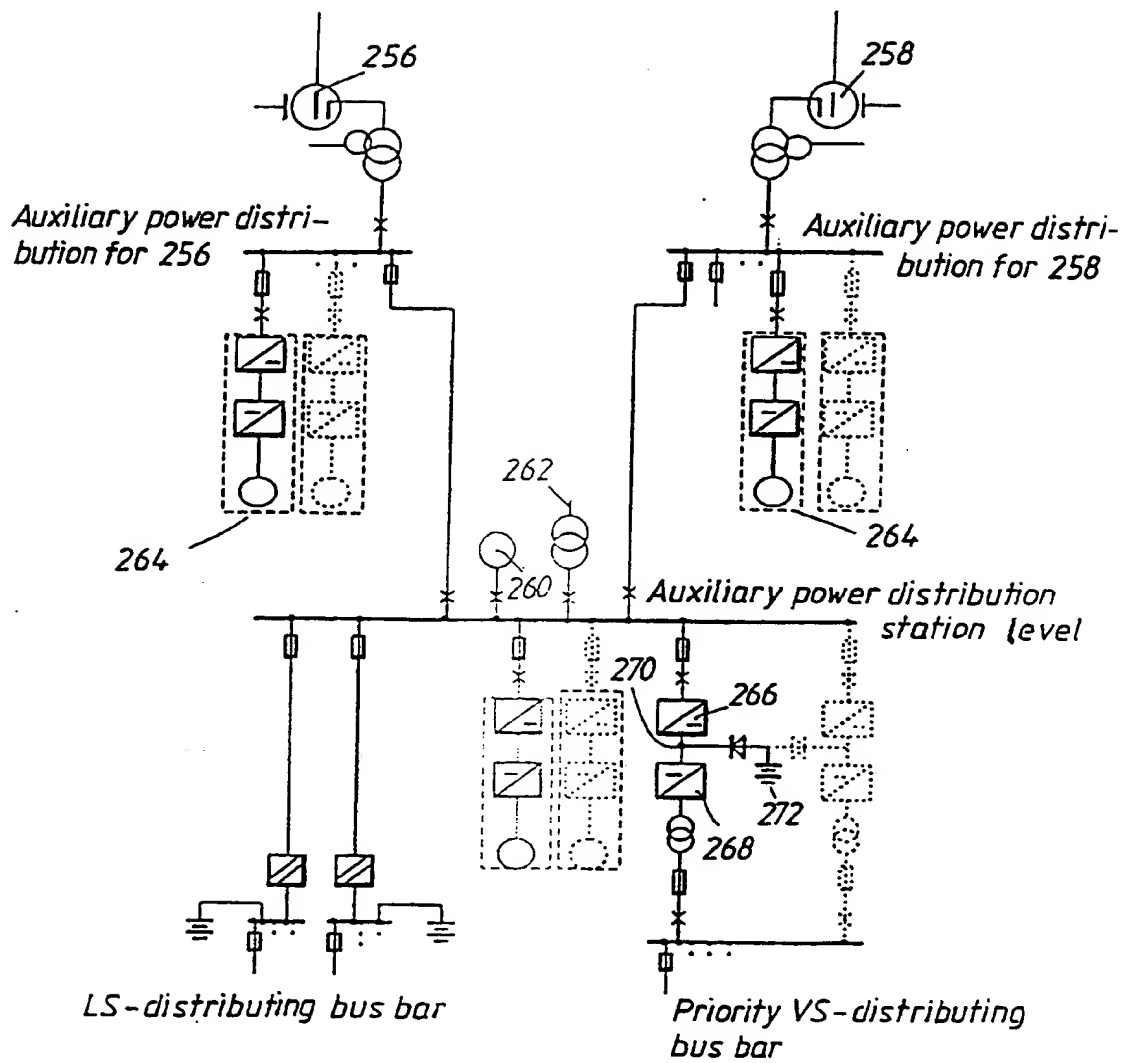 256
258
Auxiliary power distri-
bution for 256
Auxiliary power distri-
bution for 258
264
262
260
264
Auxiliary power distribution
station level
270
266
272
268
LS-distributing bus bar
Priority VS-distributing
bus bar